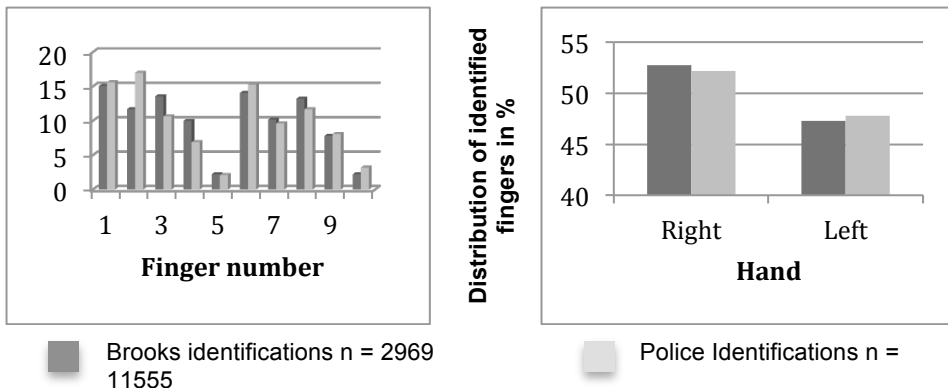 20
15
10
5
0
1 3 5 7 9
Finger number
Distribution of identified
fingers in %
55
50
45
40
Right Left
Hand
Brooks identifications n = 2969
11555
Police Identifications n =